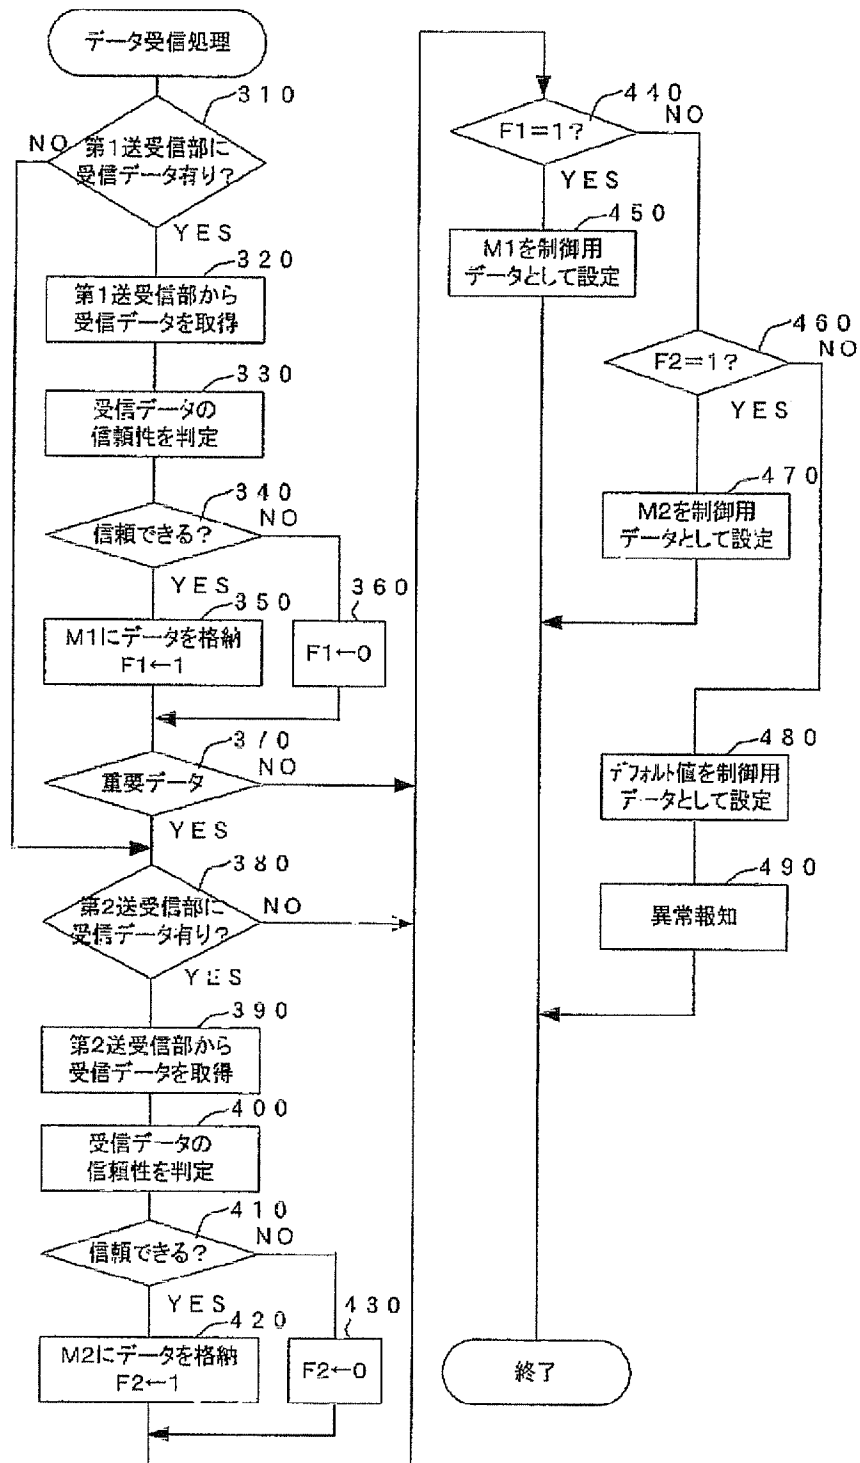 データ受信処理
310
NO
第1送受信部に
受信データ有り?
YES
320
第1送受信部から
受信データを取得
330
受信データの
信頼性を判定
340
信頼できる?
NO
YES
350
M1にデータを格納
F1←1
360
F1←0
370
重要データ
NO
YES
380
第2送受信部に
受信データ有り?
NO
YES
390
第2送受信部から
受信データを取得
400
受信データの
信頼性を判定
410
信頼できる?
NO
YES
420
M2にデータを格納
F2←1
430
F2←0
440
F1=1?
NO
YES
450
M1を制御用
データとして設定
460
F2=1?
NO
YES
470
M2を制御用
データとして設定
480
デフォルト値を制御用
データとして設定
490
異常報知
終了